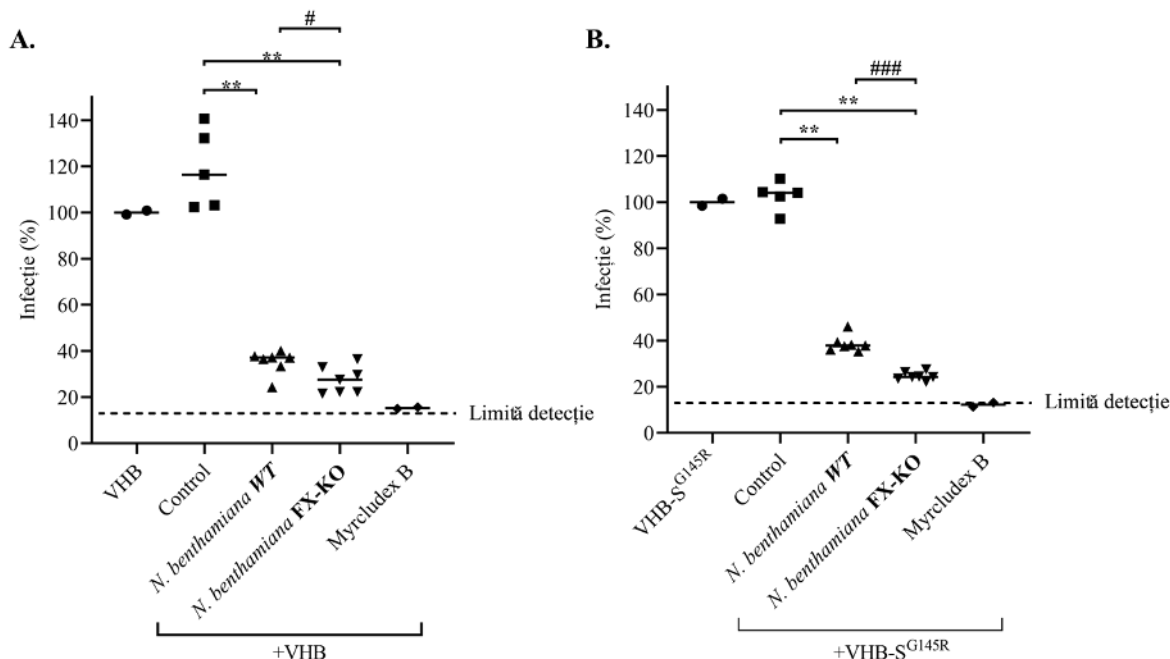 A.
#
**
**
Infecție (%)
140
120
100
80
60
40
20
0
Limită detecție
VHB
Control
N. benthamiana WT
N. benthamiana FX-KO
Myrcludex B
+VHB
B.
###
**
**
Infecție (%)
140
120
100
80
60
40
20
0
Limită detecție
VHB-S^G145R
Control
N. benthamiana WT
N. benthamiana FX-KO
Myrcludex B
+VHB-S^G145R